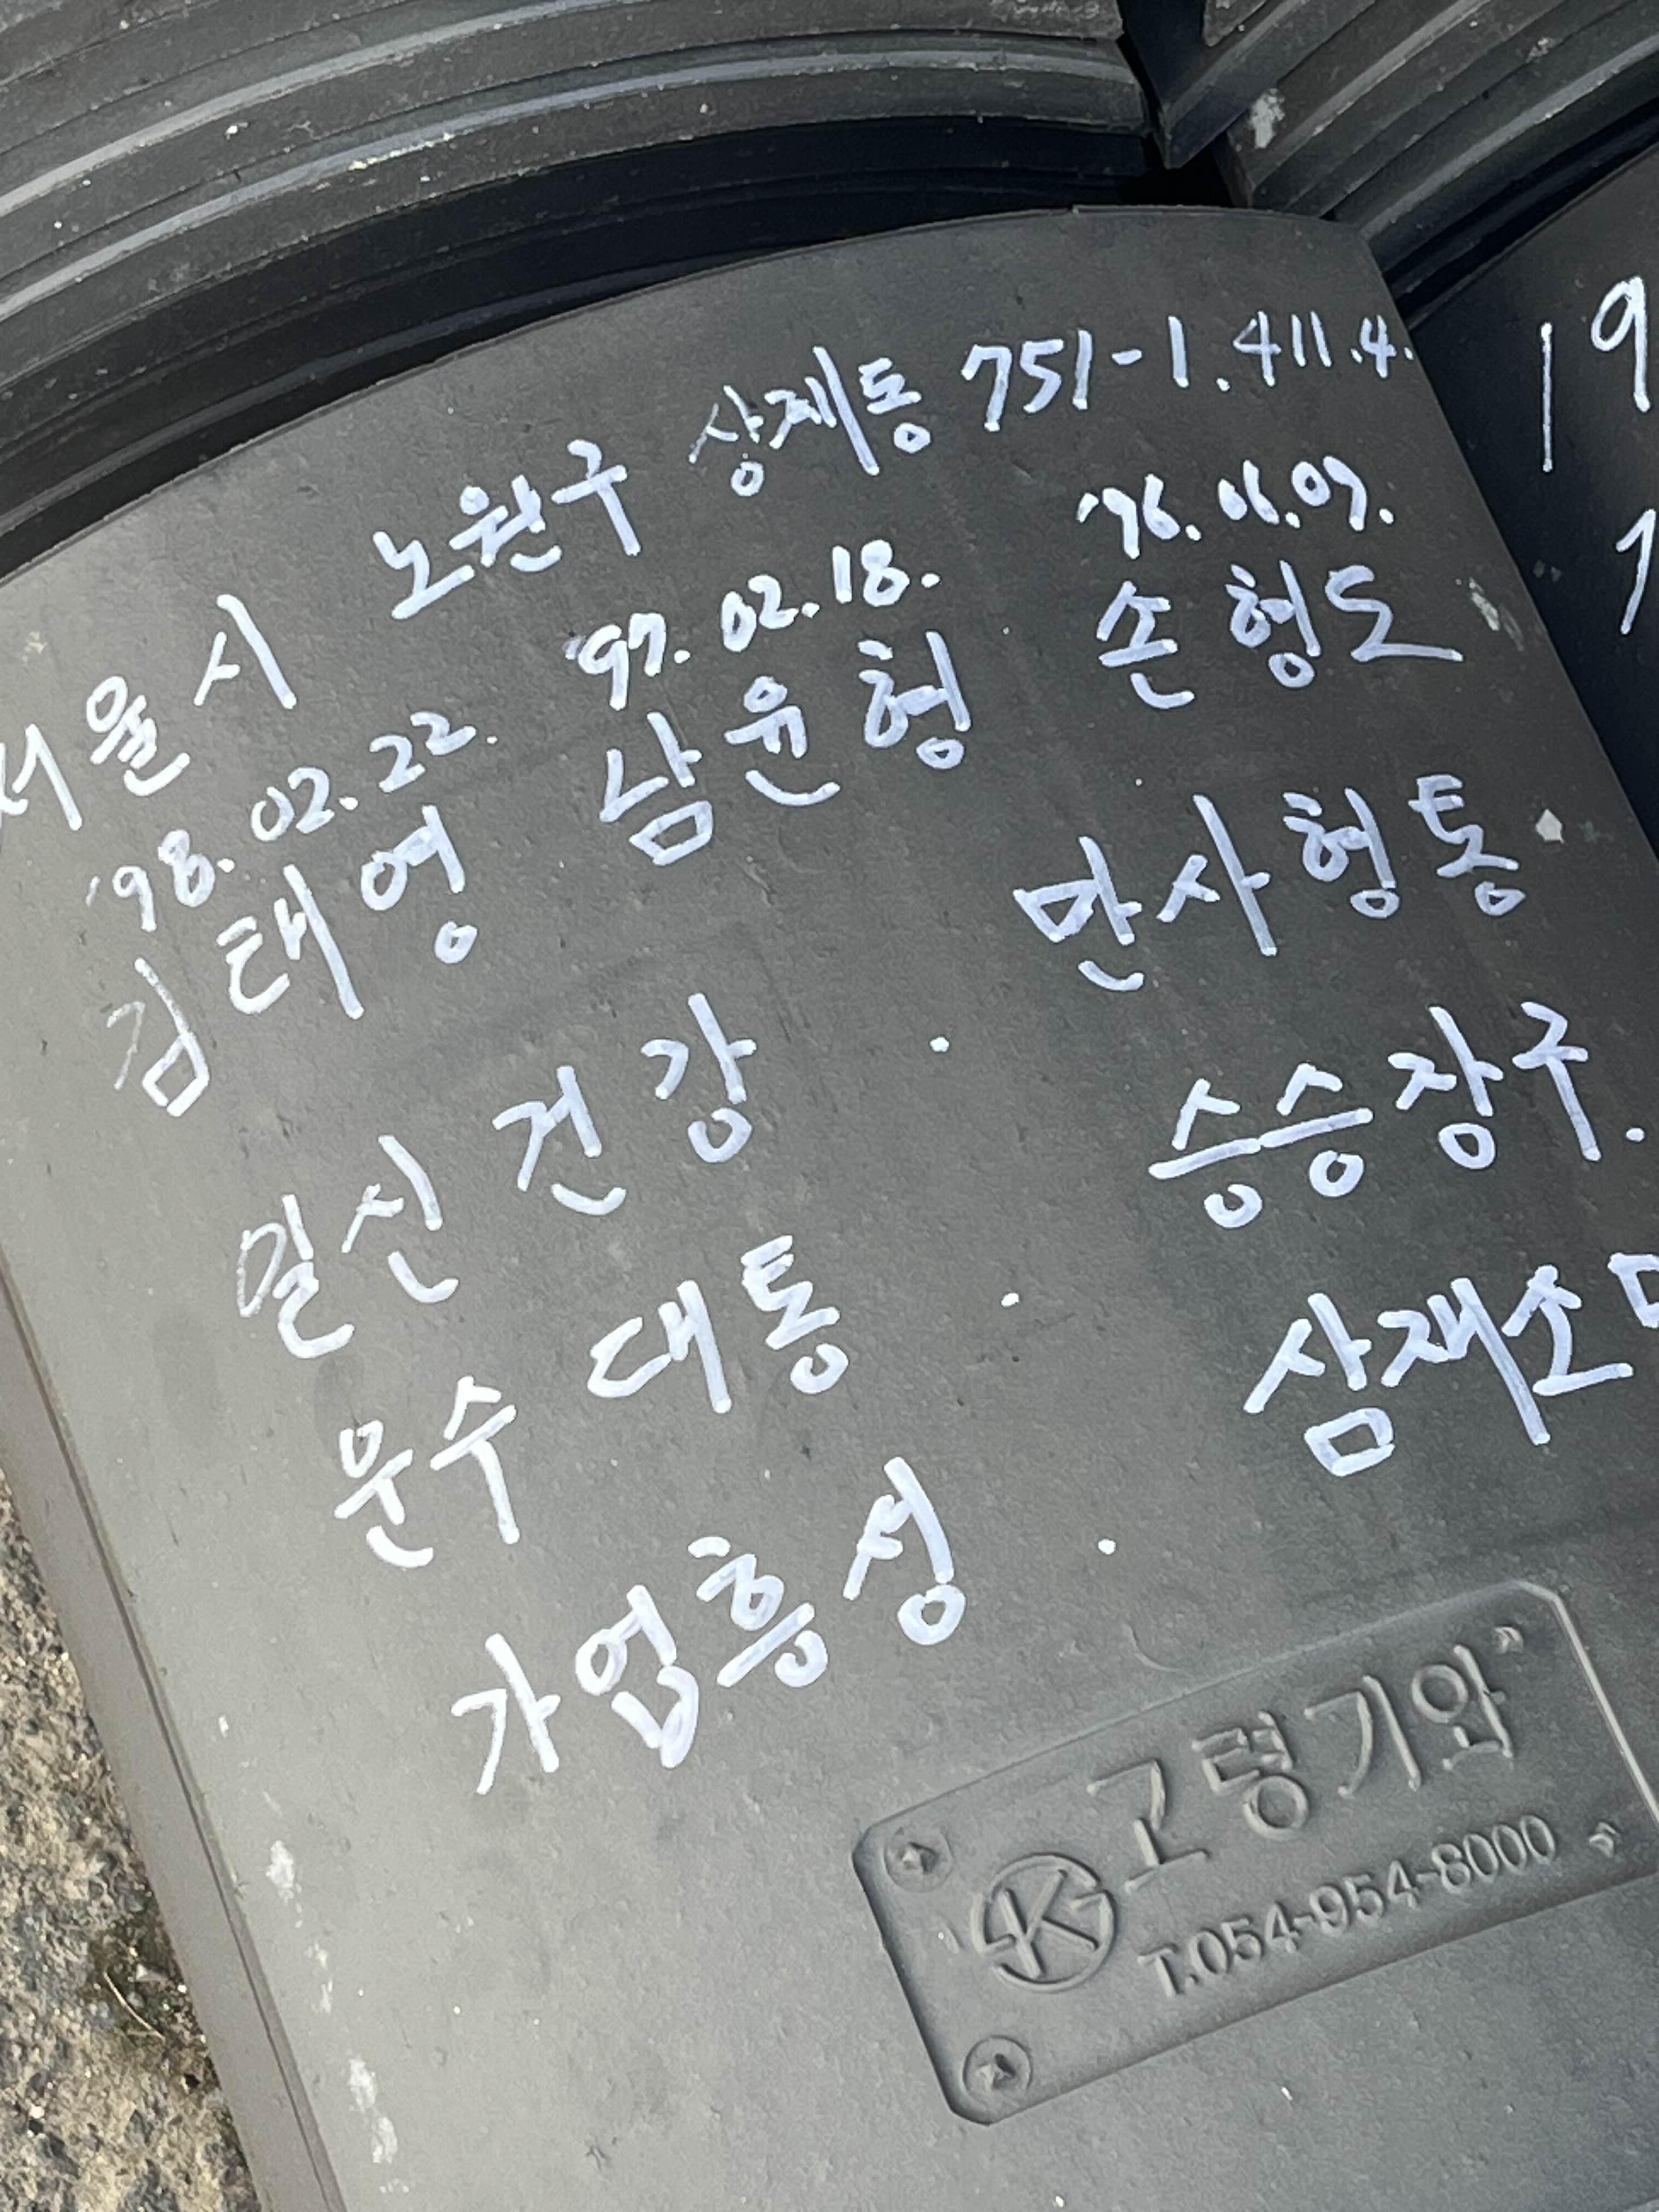 서울시 노원구 상계동 751-1. 411.4.
'98. 02. 22. '97. 02. 18. '96. 06. 09.
김태영 남윤형 손형도
일신건강 . 만사형통
운수대통 . 승승장구.
가업흥성 . 삼재소
고령기와
T.054-954-8000